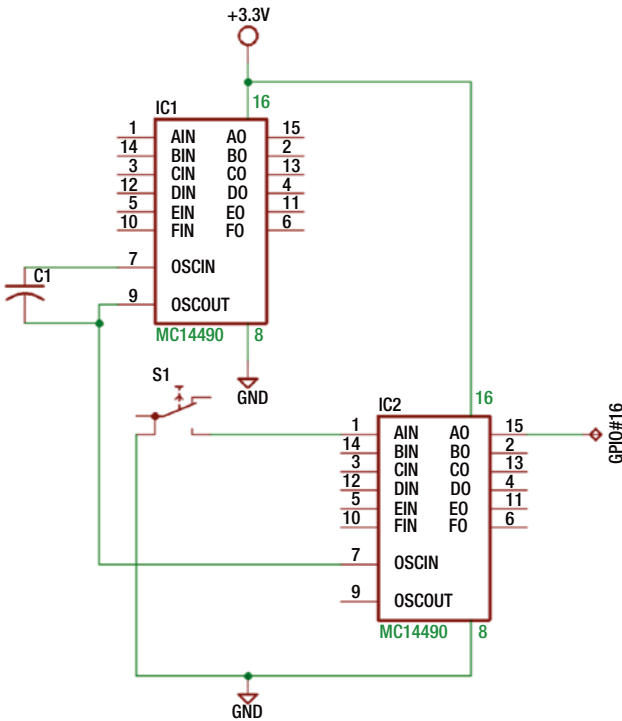 +3.3V
16
IC1
1 AIN AO 15
14 BIN BO 2
3 CIN CO 13
12 DIN DO 4
5 EIN EO 11
10 FIN FO 6
7 OSCIN
C1
9 OSCOUT
MC14490 8
GND
S1
16
IC2
1 AIN AO 15
GPIO#16
14 BIN BO 2
3 CIN CO 13
12 DIN DO 4
5 EIN EO 11
10 FIN FO 6
7 OSCIN
9 OSCOUT
MC14490 8
GND